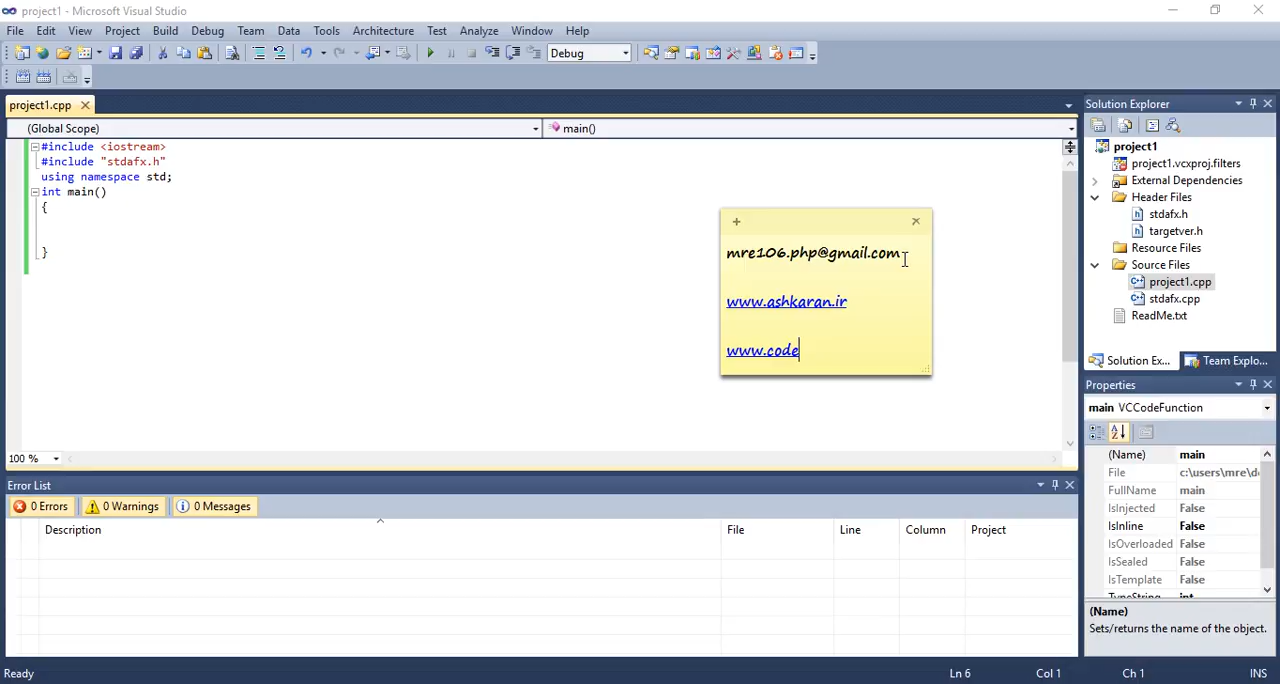 project1 - Microsoft Visual Studio
File Edit View Project Build Debug Team Data Tools Architecture Test Analyze Window Help
Debug
project1.cpp
(Global Scope)
main()
#include <iostream>
#include "stdafx.h"
using namespace std;
int main()
{
}
mre106.php@gmail.com
www.ashkaran.ir
www.code
100 %
Solution Explorer
project1
project1.vcxproj.filters
External Dependencies
Header Files
stdafx.h
targetver.h
Resource Files
Source Files
project1.cpp
stdafx.cpp
ReadMe.txt
Solution Ex...
Team Explo...
Properties
main VCCodeFunction
(Name) main
File c:\users\mre\d
FullName main
IsInjected False
IsInline False
IsOverloaded False
IsSealed False
IsTemplate False
TypeString int
(Name)
Sets/returns the name of the object.
Error List
0 Errors
0 Warnings
0 Messages
Description File Line Column Project
Ready Ln 6 Col 1 Ch 1 INS